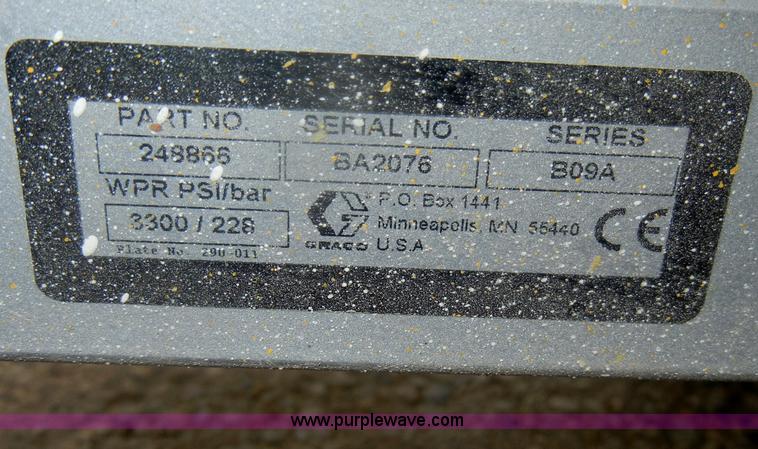 PART NO. SERIAL NO. SERIES
248866 BA2076 B09A
WPR PSI/bar
3300 / 228
GRACO
P.O. Box 1441
Minneapolis, MN 55440
U.S.A
CE
Plate No. 290-011
www.purplewave.com